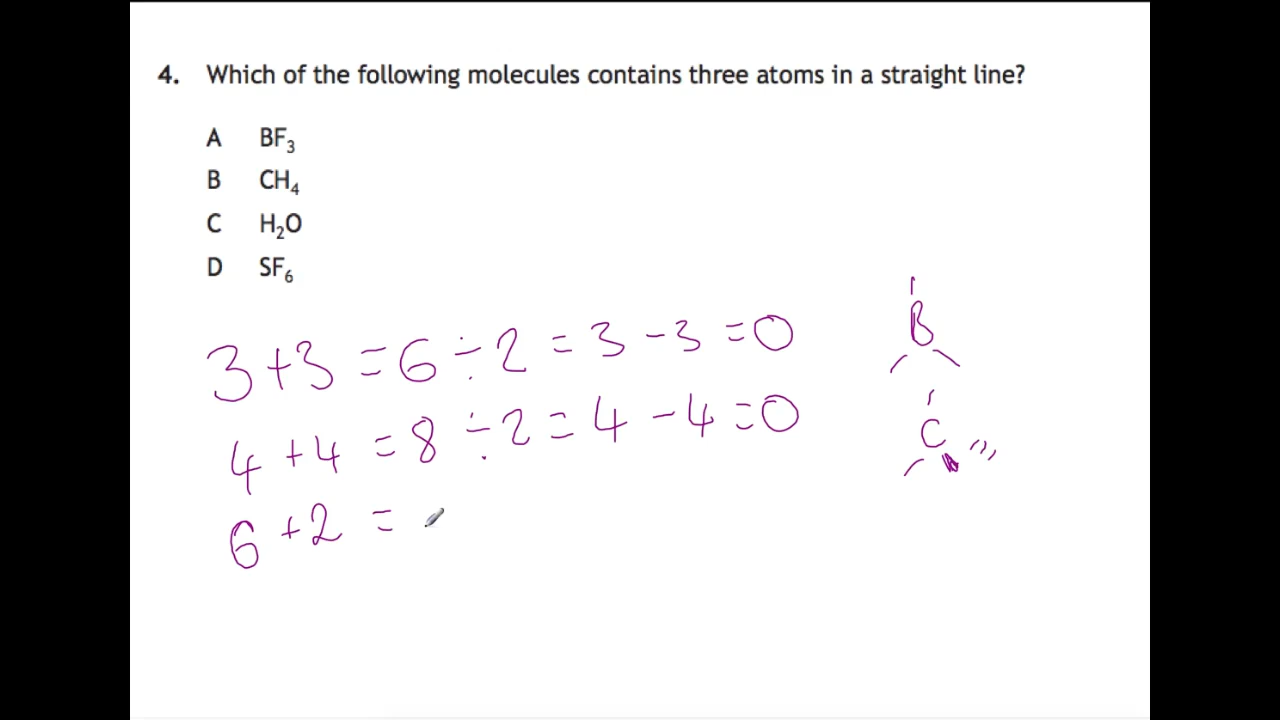 4. Which of the following molecules contains three atoms in a straight line?
A BF₃
B CH₄
C H₂O
D SF₆
3+3 = 6 ÷ 2 = 3 - 3 = 0
B
4 + 4 = 8 ÷ 2 = 4 - 4 = 0
C
6 + 2 =